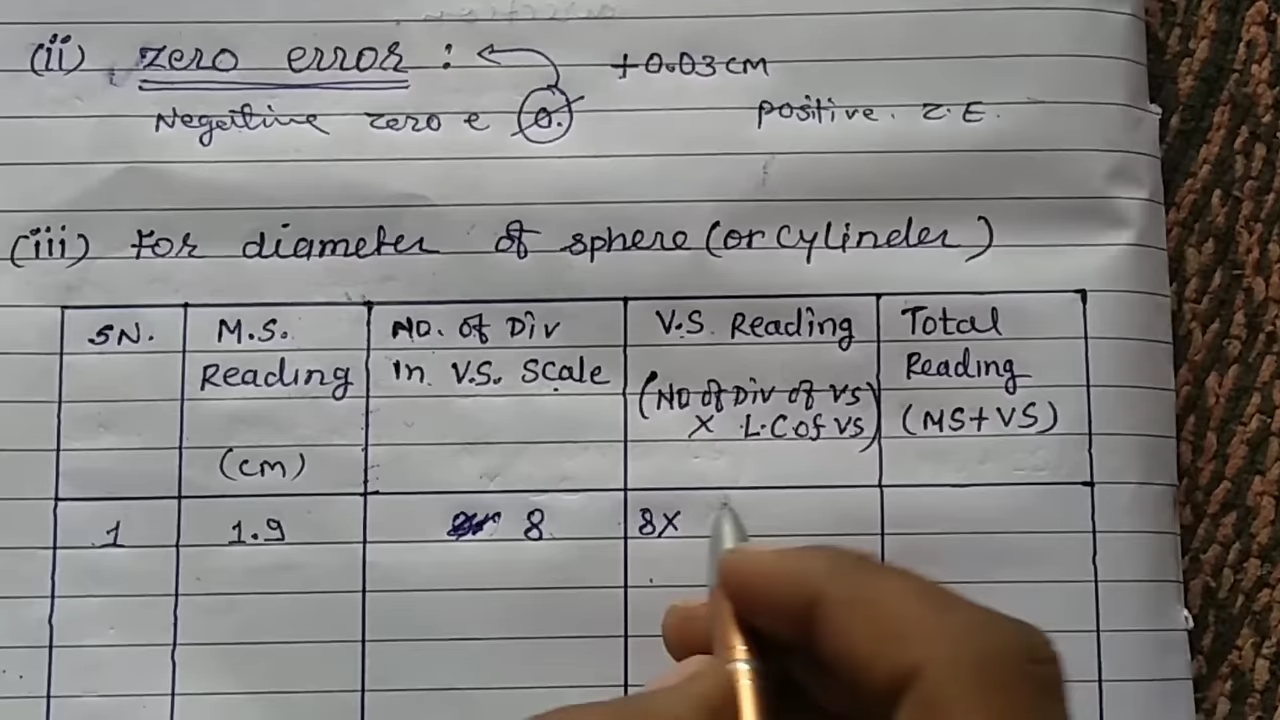 (ii) zero error : +0.03 cm
Negetive zero e positive. Z.E.
(iii) For diameter of sphere (or cylinder)
SN. M.S. Reading (cm) No. of Div in V.S. Scale V.S. Reading (No of Div of VS X L.C of VS) Total Reading (MS+VS)
1 1.9 8 8X